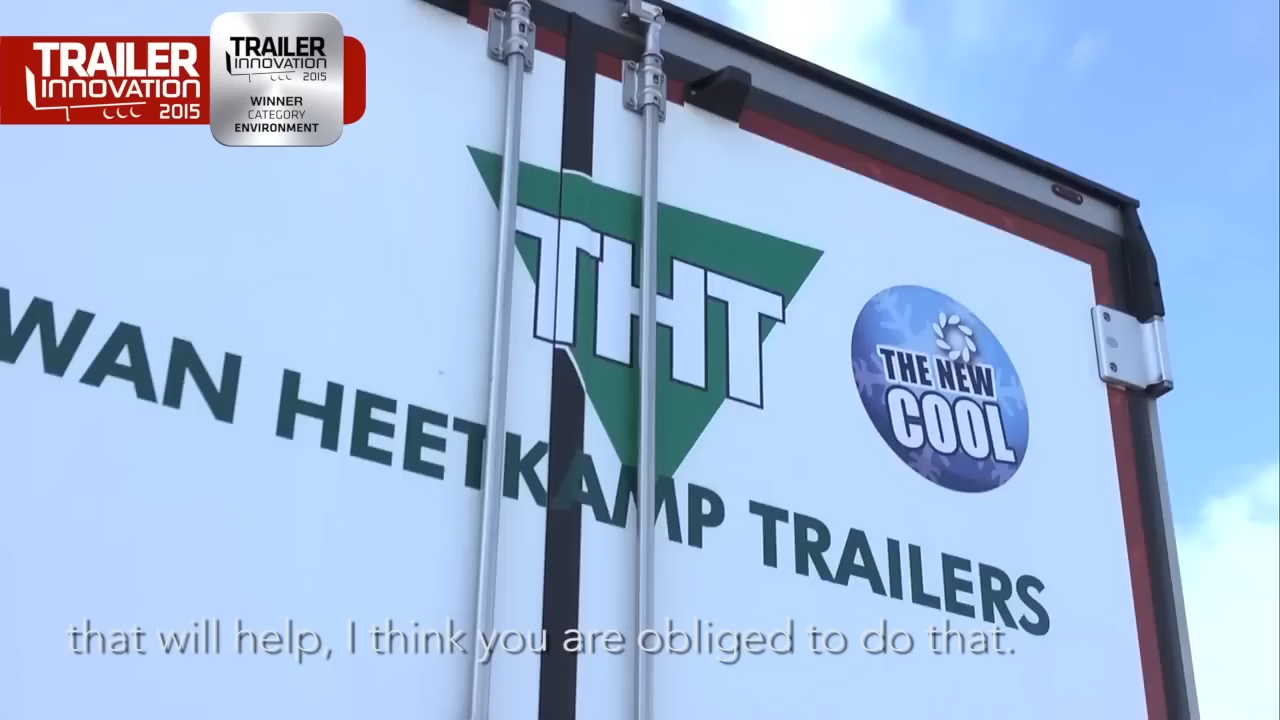 TRAILER
INNOVATION
2015
TRAILER
INNOVATION
2015
WINNER
CATEGORY
ENVIRONMENT
THT
THE NEW
COOL
WAN HEETKAMP TRAILERS
that will help, I think you are obliged to do that.